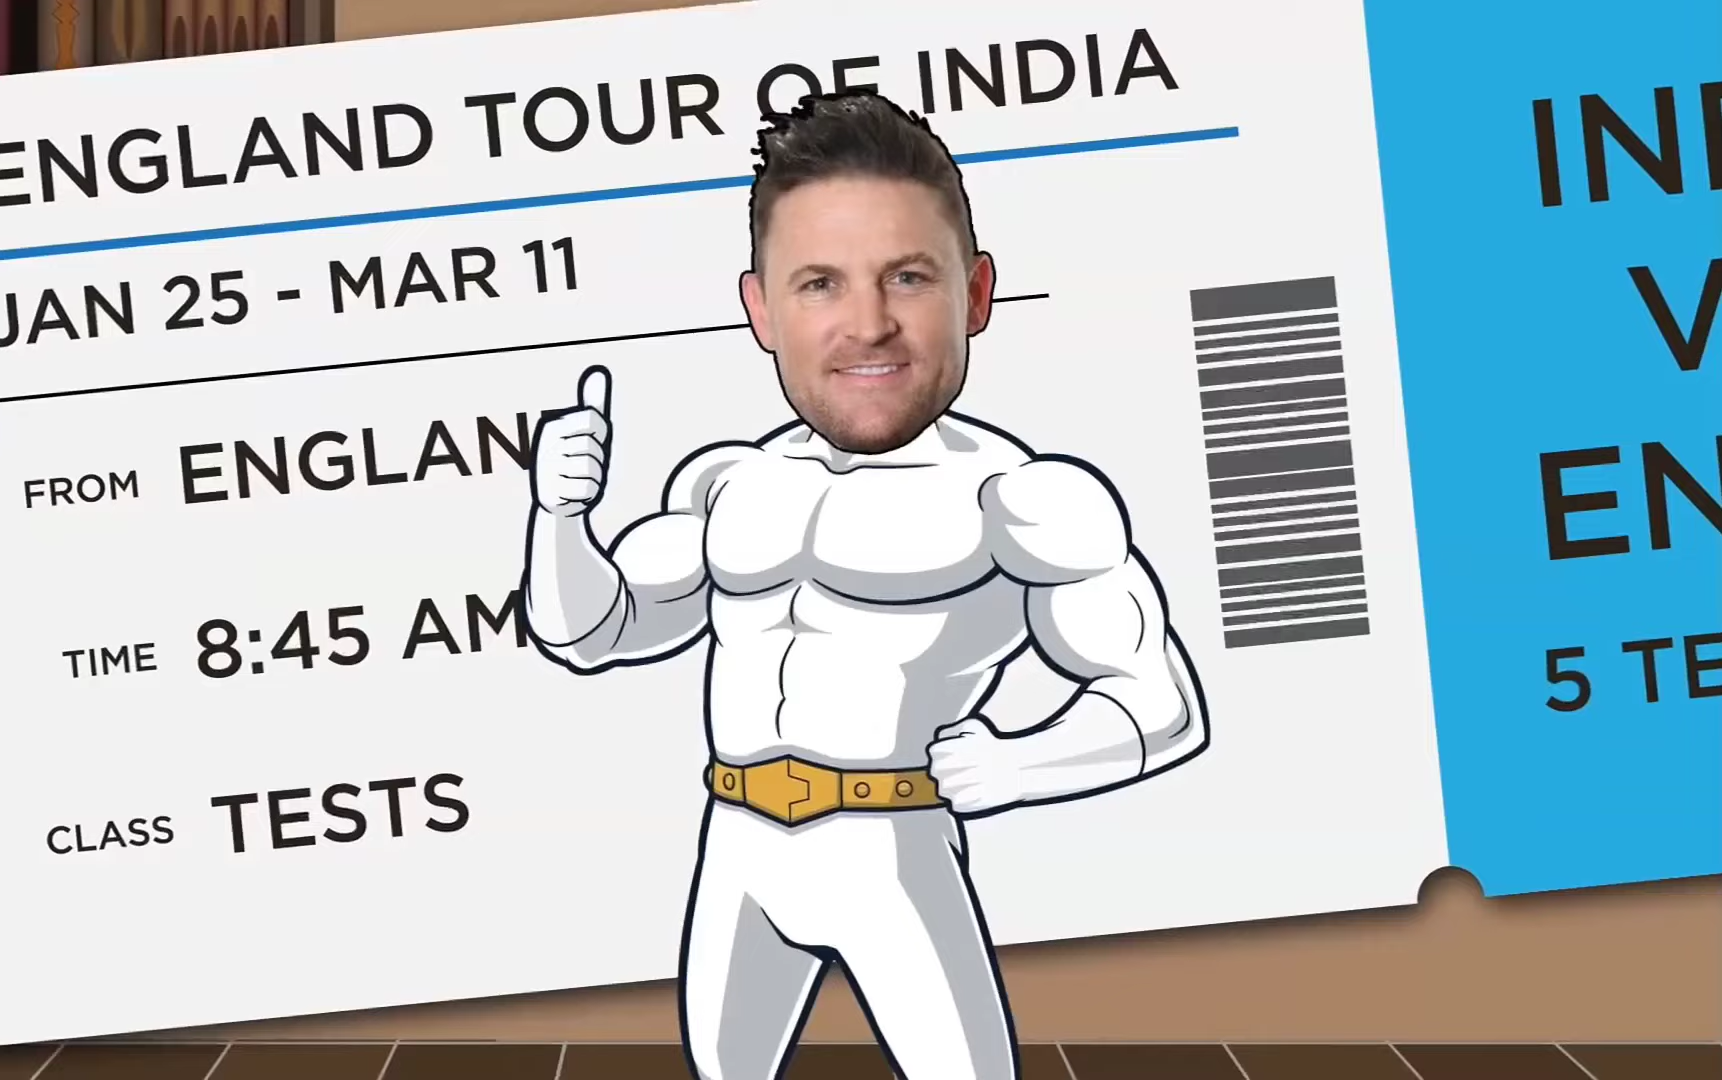 ENGLAND TOUR OF INDIA
JAN 25 - MAR 11
FROM ENGLAN
TIME 8:45 AM
CLASS TESTS
IN
V
EN
5 TE